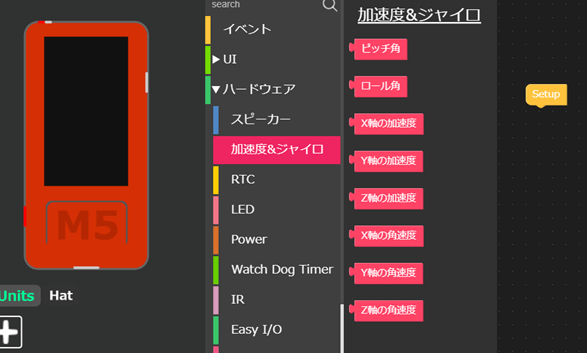 M5
Units Hat
search
イベント
UI
ハードウェア
スピーカー
加速度&ジャイロ
RTC
LED
Power
Watch Dog Timer
IR
Easy I/O
加速度&ジャイロ
ピッチ角
ロール角
X軸の加速度
Y軸の加速度
Z軸の加速度
X軸の角速度
Y軸の角速度
Z軸の角速度
Setup